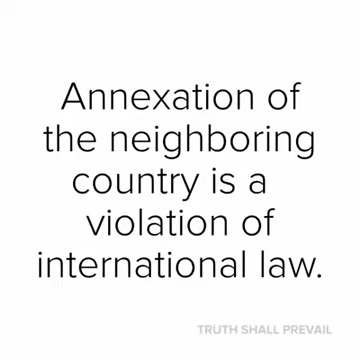 Annexation of
the neighboring
country is a
violation of
international law.
TRUTH SHALL PREVAIL